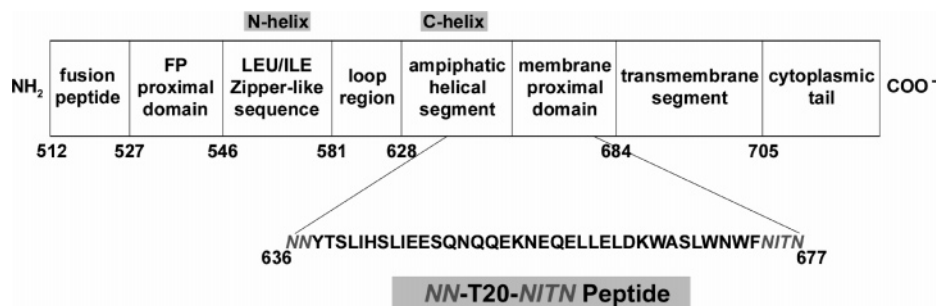 N-helix C-helix
NH2 fusion peptide FP proximal domain LEU/ILE Zipper-like sequence loop region ampiphatic helical segment membrane proximal domain transmembrane segment cytoplasmic tail COO-
512 527 546 581 628 684 705
NNYTSLIHSLIEESQNQQEKNEQELLELDKWASLWNWFNITN
636 677
NN-T20-NITN Peptide